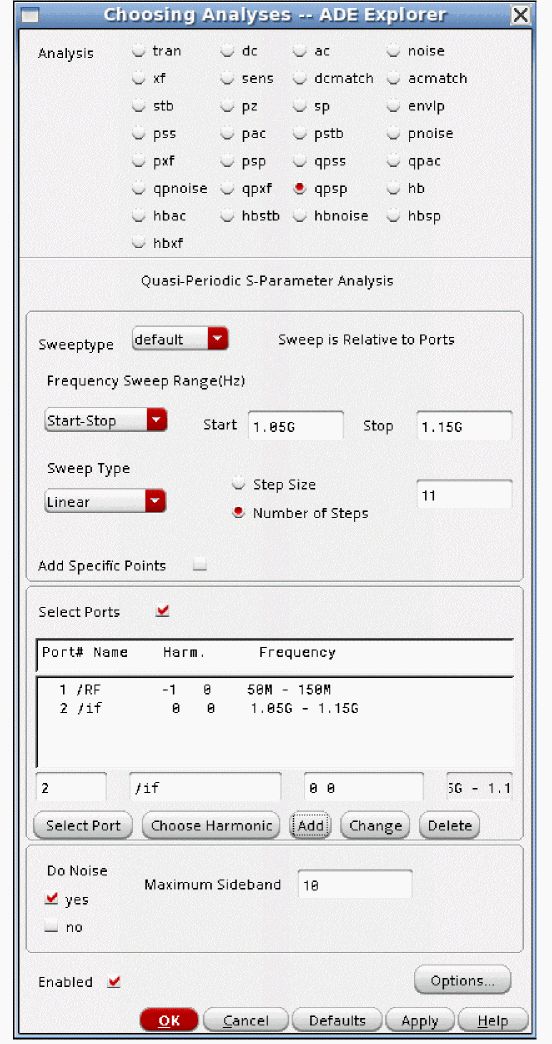 Choosing Analyses -- ADE Explorer
Analysis tran dc ac noise
xf sens dcmatch acmatch
stb pz sp envlp
pss pac pstb pnoise
pxf psp qpss qpac
qpnoise qpxf qpsp hb
hbac hbstb hbnoise hbsp
hbxf
Quasi-Periodic S-Parameter Analysis
Sweeptype default Sweep is Relative to Ports
Frequency Sweep Range(Hz)
Start-Stop Start 1.05G Stop 1.15G
Sweep Type
Linear Step Size 11
Number of Steps
Add Specific Points
Select Ports
Port# Name Harm. Frequency
1 /RF -1 0 50M - 150M
2 /if 0 0 1.05G - 1.15G
2 /if 0 0 5G - 1.1
Select Port Choose Harmonic Add Change Delete
Do Noise
yes Maximum Sideband 10
no
Enabled Options...
OK Cancel Defaults Apply Help